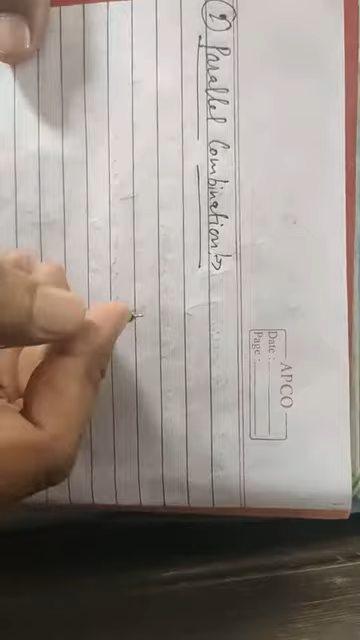 APCO
Date :
Page :
② Parallel Combination :->